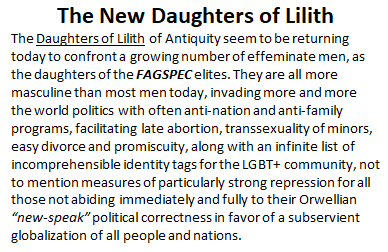 The New Daughters of Lilith
The Daughters of Lilith of Antiquity seem to be returning
today to confront a growing number of effeminate men, as
the daughters of the FAGSPEC elites. They are all more
masculine than most men today, invading more and more
the world politics with often anti-nation and anti-family
programs, facilitating late abortion, transsexuality of minors,
easy divorce and promiscuity, along with an infinite list of
incomprehensible identity tags for the LGBT+ community, not
to mention measures of particularly strong repression for all
those not abiding immediately and fully to their Orwellian
“new-speak” political correctness in favor of a subservient
globalization of all people and nations.